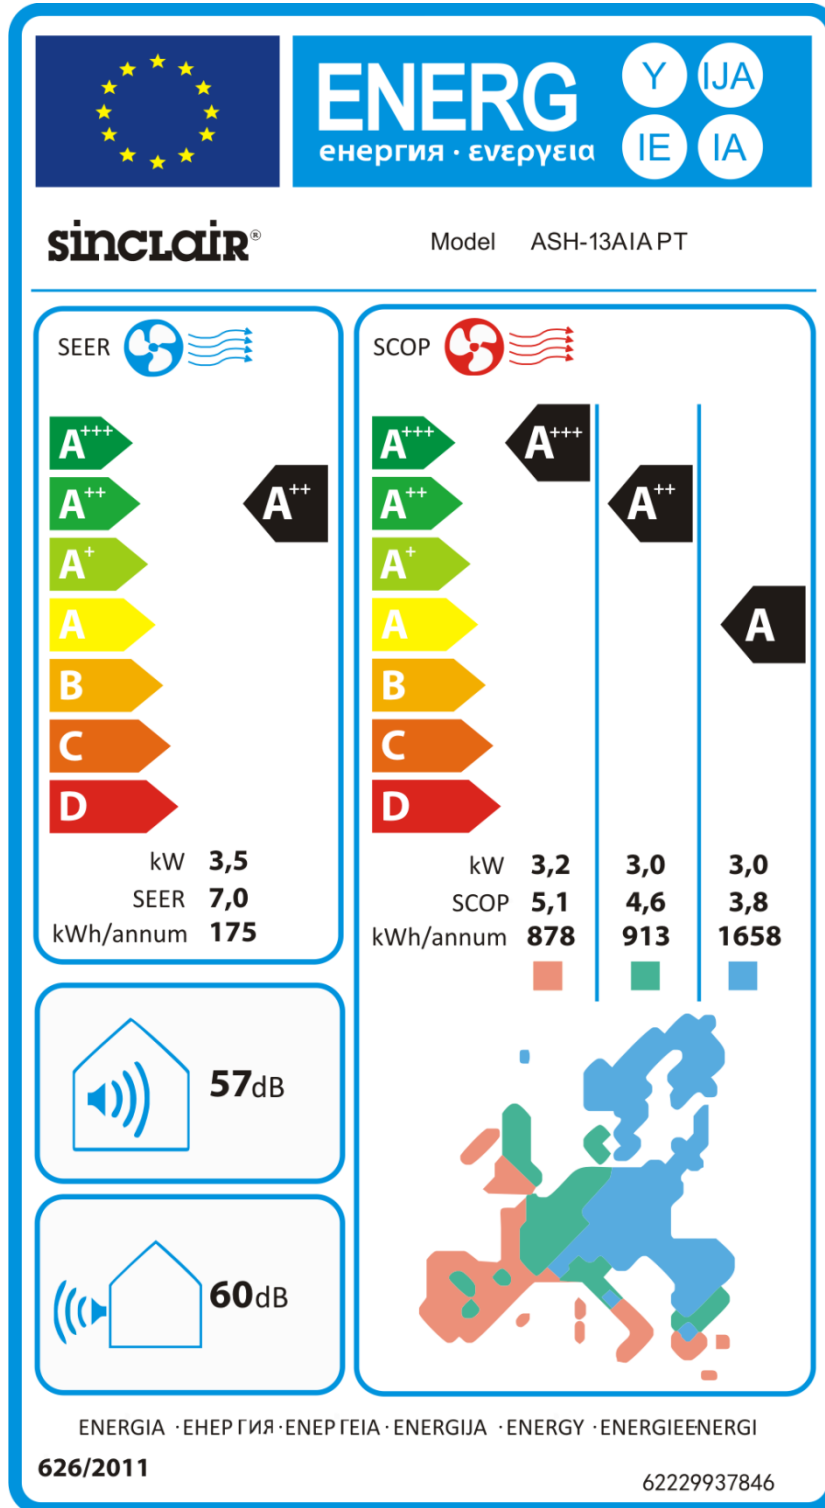 ENERG
енергия · ενεργεια
Y IJA
IE IA
sinclair®
Model ASH-13AIA PT
SEER
A+++
A++
A+
A
B
C
D
A++
kW 3,5
SEER 7,0
kWh/annum 175
SCOP
A+++
A++
A+
A
B
C
D
A+++
A++
A
kW 3,2 3,0 3,0
SCOP 5,1 4,6 3,8
kWh/annum 878 913 1658
57dB
60dB
ENERGIA ·ЕНЕРГИЯ·ΕΝΕΡΓΕΙΑ·ENERGIJA ·ENERGY ·ENERGIEENERGI
626/2011
62229937846